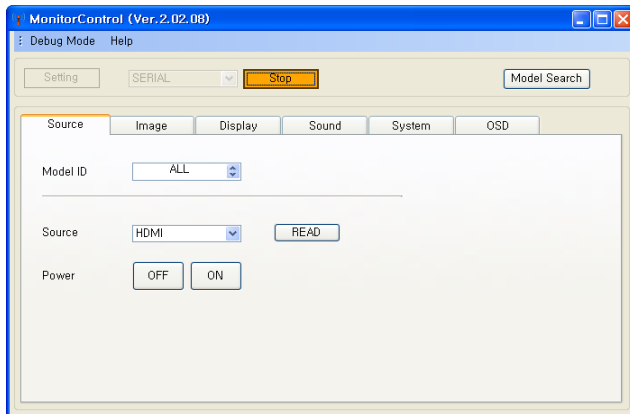 MonitorControl (Ver.2.02.08)
Debug Mode Help
Setting SERIAL Stop Model Search
Source Image Display Sound System OSD
Model ID ALL
Source HDMI READ
Power OFF ON